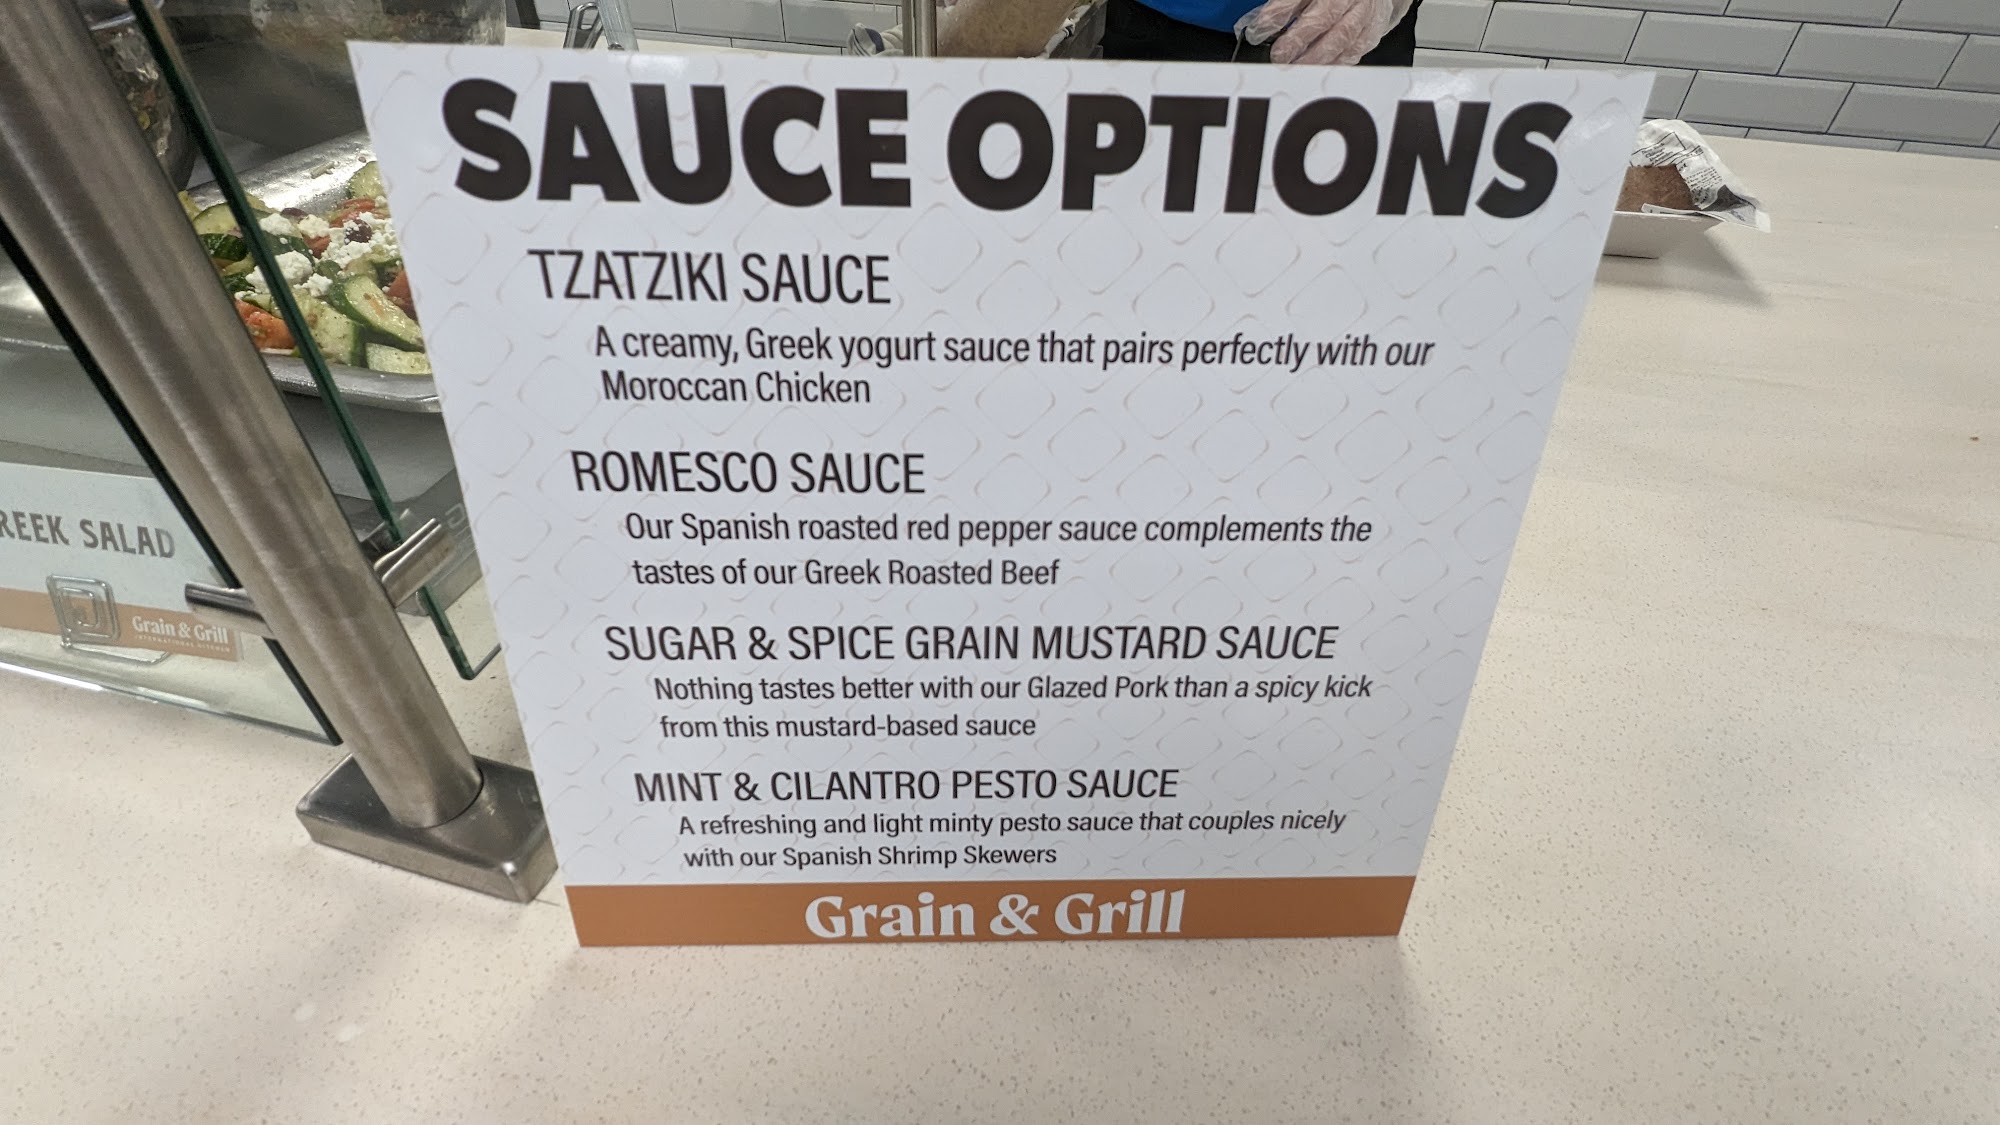 SAUCE OPTIONS
TZATZIKI SAUCE
A creamy, Greek yogurt sauce that pairs perfectly with our
Moroccan Chicken
ROMESCO SAUCE
Our Spanish roasted red pepper sauce complements the
tastes of our Greek Roasted Beef
SUGAR & SPICE GRAIN MUSTARD SAUCE
Nothing tastes better with our Glazed Pork than a spicy kick
from this mustard-based sauce
MINT & CILANTRO PESTO SAUCE
A refreshing and light minty pesto sauce that couples nicely
with our Spanish Shrimp Skewers
Grain & Grill
REEK SALAD
Grain & Grill
INTERNATIONAL KITCHEN